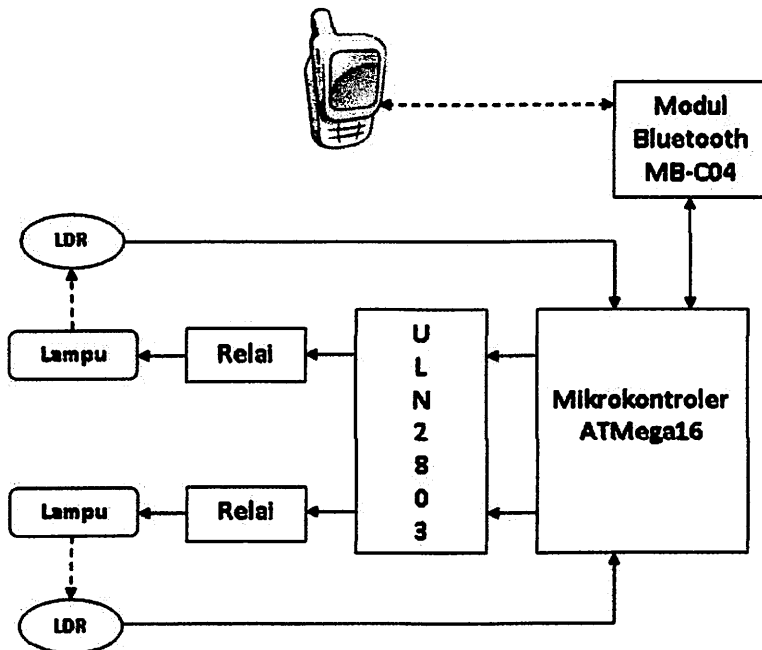 Modul
Bluetooth
MB-C04
LDR
Lampu
Relai
U
L
N
2
8
0
3
Mikrokontroler
ATMega16
Lampu
Relai
LDR